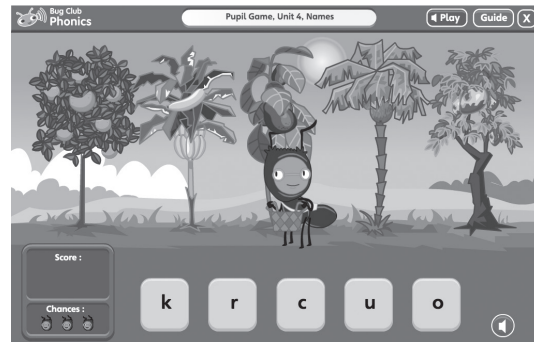 Bug Club
Phonics
Pupil Game, Unit 4, Names
Play
Guide
X
Score :
Chances :
k r c u o